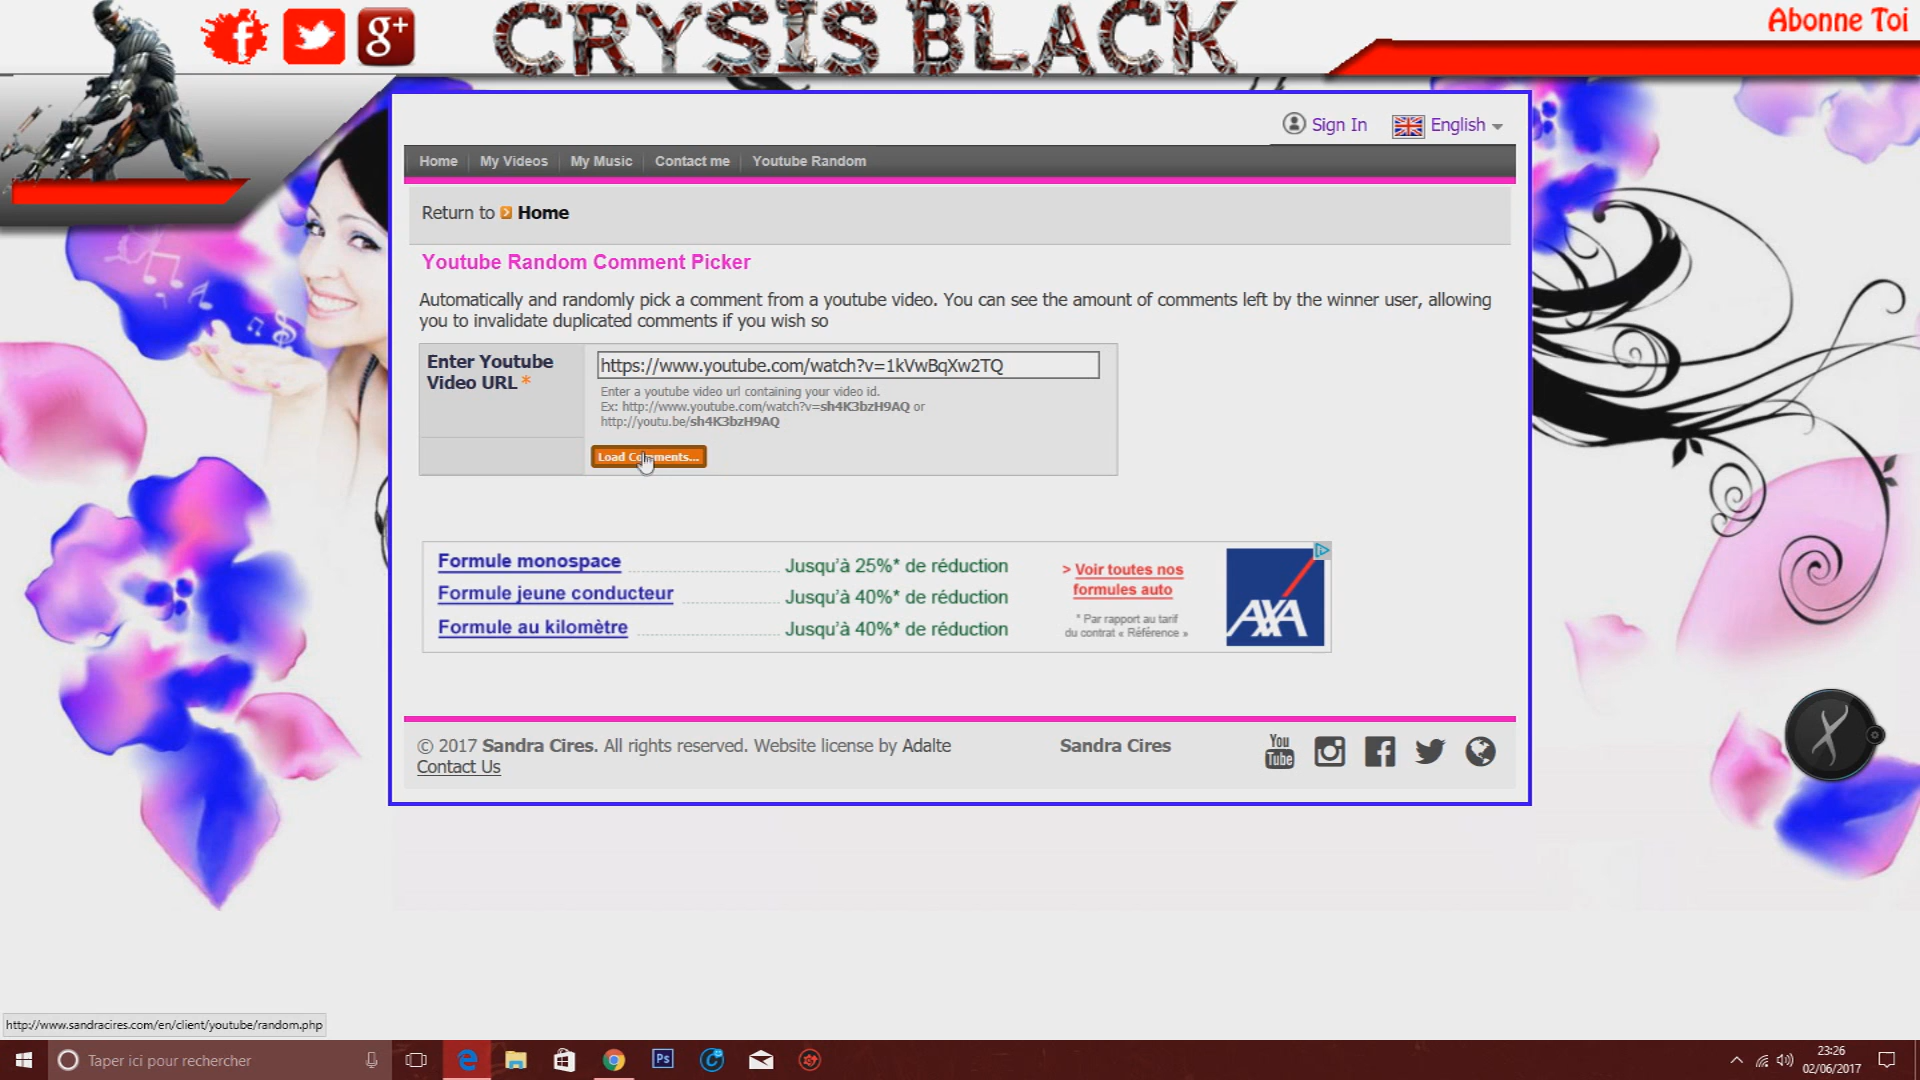 CRYSIS BLACK
Abonne Toi
Sign In English
Home My Videos My Music Contact me Youtube Random
Return to Home
Youtube Random Comment Picker
Automatically and randomly pick a comment from a youtube video. You can see the amount of comments left by the winner user, allowing
you to invalidate duplicated comments if you wish so
Enter Youtube
Video URL *
https://www.youtube.com/watch?v=1kVwBqXw2TQ
Enter a youtube video url containing your video id.
Ex: http://www.youtube.com/watch?v=sh4K3bzH9AQ or
http://youtu.be/sh4K3bzH9AQ
Load Comments...
Formule monospace Jusqu'à 25%* de réduction
Formule jeune conducteur Jusqu'à 40%* de réduction
Formule au kilomètre Jusqu'à 40%* de réduction
> Voir toutes nos
formules auto
* Par rapport au tarif
du contrat « Référence »
AXA
© 2017 Sandra Cires. All rights reserved. Website license by Adalte
Contact Us
Sandra Cires
You
Tube
http://www.sandracires.com/en/client/youtube/random.php
Taper ici pour rechercher
Ps
23:26
02/06/2017